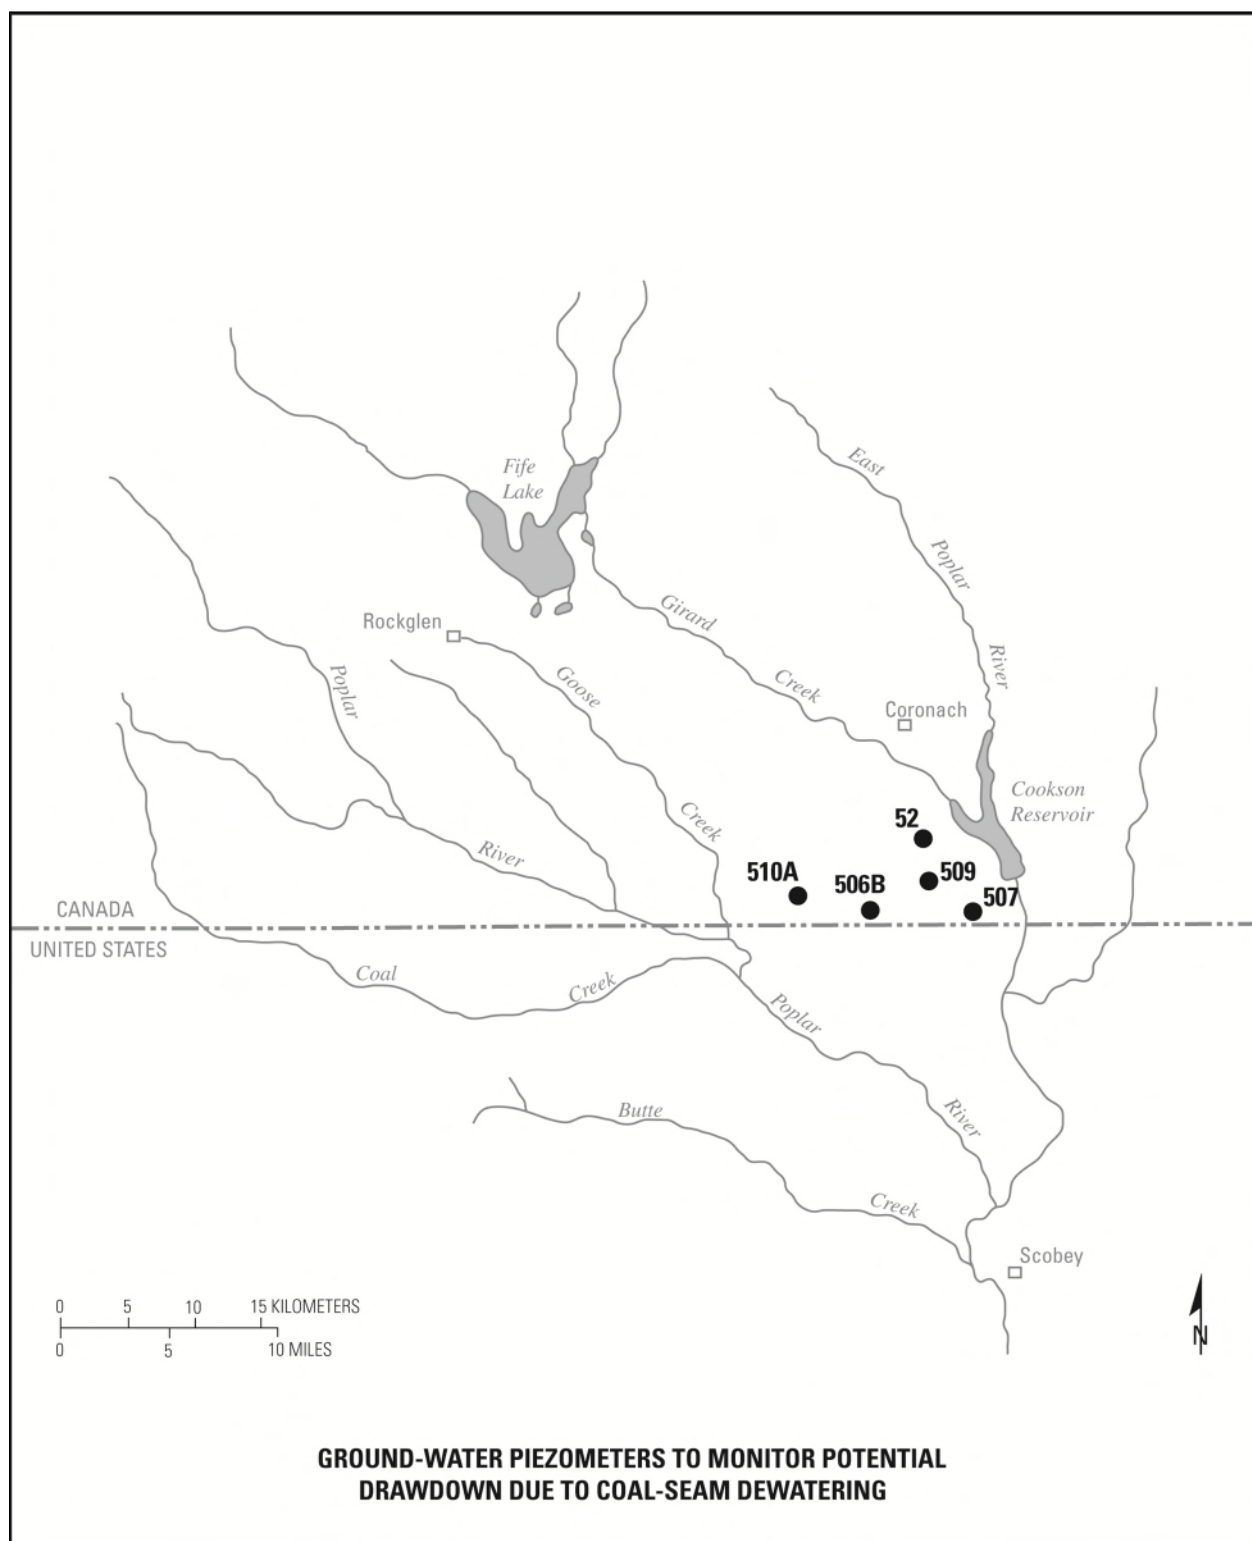 Fife
Lake
East
Poplar
River
Girard
Creek
Rockglen
Goose
Creek
Poplar
River
Coronach
Cookson
Reservoir
52
509
510A
506B
507
CANADA
UNITED STATES
Coal
Creek
Poplar
River
Butte
Creek
Scobey
0 5 10 15 KILOMETERS
0 5 10 MILES
N
GROUND-WATER PIEZOMETERS TO MONITOR POTENTIAL
DRAWDOWN DUE TO COAL-SEAM DEWATERING